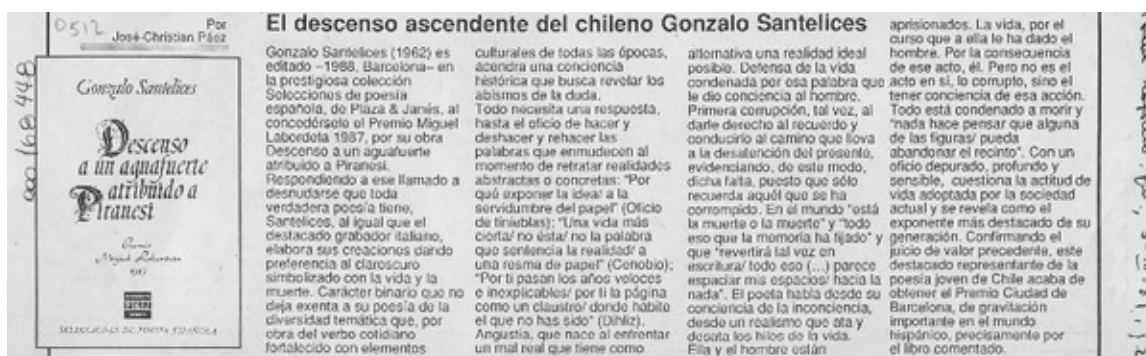 0512
Por
José-Christian Páez
000168448
Gonzalo Santelices
Descenso
a un aguafuerte
atribuido a
Piranesi
Premio
Miguel Labordeta
1987
SELECCIONES DE POESÍA ESPAÑOLA
El descenso ascendente del chileno Gonzalo Santelices
Gonzalo Santelices (1962) es
editado –1988, Barcelona– en
la prestigiosa colección
Selecciones de poesía
española, de Plaza & Janés, al
concedérsele el Premio Miguel
Labordeta 1987, por su obra
Descenso a un aguafuerte
atribuido a Piranesi.
Respondiendo a ese llamado a
desnudarse que toda
verdadera poesía tiene,
Santelices, al igual que el
destacado grabador italiano,
elabora sus creaciones dando
preferencia al claroscuro
simbolizado con la vida y la
muerte. Carácter binario que no
deja exenta a su poesía de la
diversidad temática que, por
obra del verbo cotidiano
fortalecido con elementos
culturales de todas las épocas,
acendra una conciencia
histórica que busca revelar los
abismos de la duda.
Todo necesita una respuesta,
hasta el oficio de hacer y
deshacer y rehacer las
palabras que enmudecen al
momento de retratar realidades
abstractas o concretas: "Por
qué exponer la idea/ a la
servidumbre del papel" (Oficio
de tinieblas); "Una vida más
cierta/ no ésta/ no la palabra
que sentencia la realidad/ a
una resma de papel" (Cenobio);
"Por ti pasan los años veloces
e inexplicables/ por ti la página
como un claustro/ donde hábito
el que no has sido" (Dihliz).
Angustia, que nace al enfrentar
un mal real que tiene como
alternativa una realidad ideal
posible. Defensa de la vida
condenada por esa palabra que
le dio conciencia al hombre.
Primera corrupción, tal vez, al
darle derecho al recuerdo y
conducirlo al camino que lleva
a la desatención del presente,
evidenciando, de este modo,
dicha falta, puesto que sólo
recuerda aquél que se ha
corrompido. En el mundo "está
la muerte o la muerte" y "todo
eso que la memoria ha fijado" y
que "revertirá tal vez en
escritura/ todo eso (...) parece
espaciar mis espacios/ hacia la
nada". El poeta habla desde su
conciencia de la inconciencia,
desde un realismo que ata y
desata los hilos de la vida.
Ella y el hombre están
aprisionados. La vida, por el
curso que a ella le ha dado el
hombre. Por la consecuencia
de ese acto, él. Pero no es el
acto en sí, lo corrupto, sino el
tener conciencia de esa acción.
Todo está condenado a morir y
"nada hace pensar que alguna
de las figuras/ pueda
abandonar el recinto". Con un
oficio depurado, profundo y
sensible, cuestiona la actitud de
vida adoptada por la sociedad
actual y se revela como el
exponente más destacado de su
generación. Confirmando el
juicio de valor precedente, este
destacado representante de la
poesía joven de Chile acaba de
obtener el Premio Ciudad de
Barcelona, de gravitación
importante en el mundo
hispánico, precisamente por
el libro comentado.